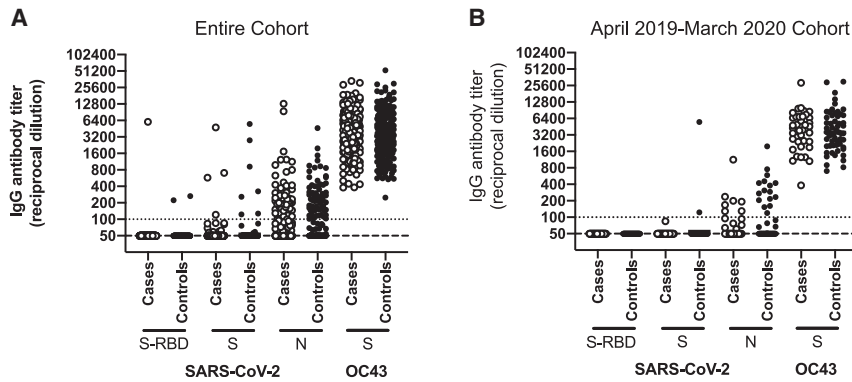 A
Entire Cohort
IgG antibody titer
(reciprocal dilution)
102400
51200
25600
12800
6400
3200
1600
800
400
200
100
50
Cases
Controls
Cases
Controls
Cases
Controls
Cases
Controls
S-RBD
S
N
S
SARS-CoV-2
OC43
B
April 2019-March 2020 Cohort
IgG antibody titer
(reciprocal dilution)
102400
51200
25600
12800
6400
3200
1600
800
400
200
100
50
Cases
Controls
Cases
Controls
Cases
Controls
Cases
Controls
S-RBD
S
N
S
SARS-CoV-2
OC43